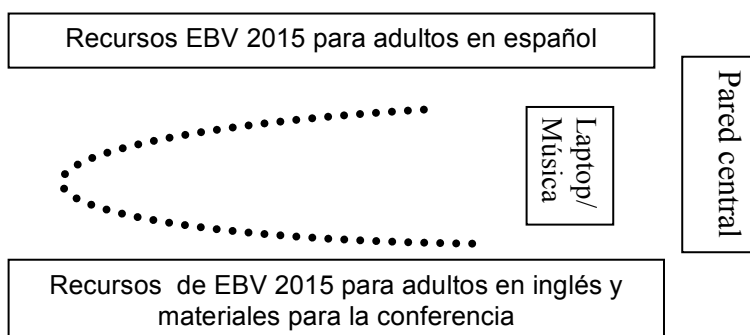 Recursos EBV 2015 para adultos en español
Laptop/
Música
Pared central
Recursos de EBV 2015 para adultos en inglés y
materiales para la conferencia